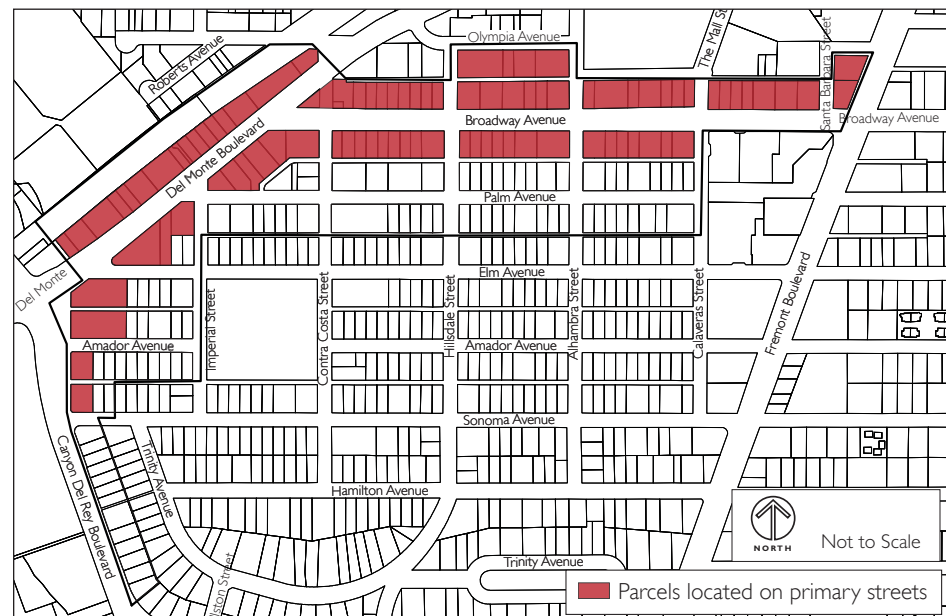 Olympia Avenue
The Mall St
Santa Barbara Street
Roberts Avenue
Broadway Avenue
Broadway Avenue
Del Monte Boulevard
Palm Avenue
Del Monte
Elm Avenue
Imperial Street
Contra Costa Street
Hillsdale Street
Alhambra Street
Calaveras Street
Fremont Boulevard
Amador Avenue
Amador Avenue
Sonoma Avenue
Canyon Del Rey Boulevard
Trinity Avenue
Hamilton Avenue
Trinity Avenue
lston Street
NORTH
Not to Scale
Parcels located on primary streets